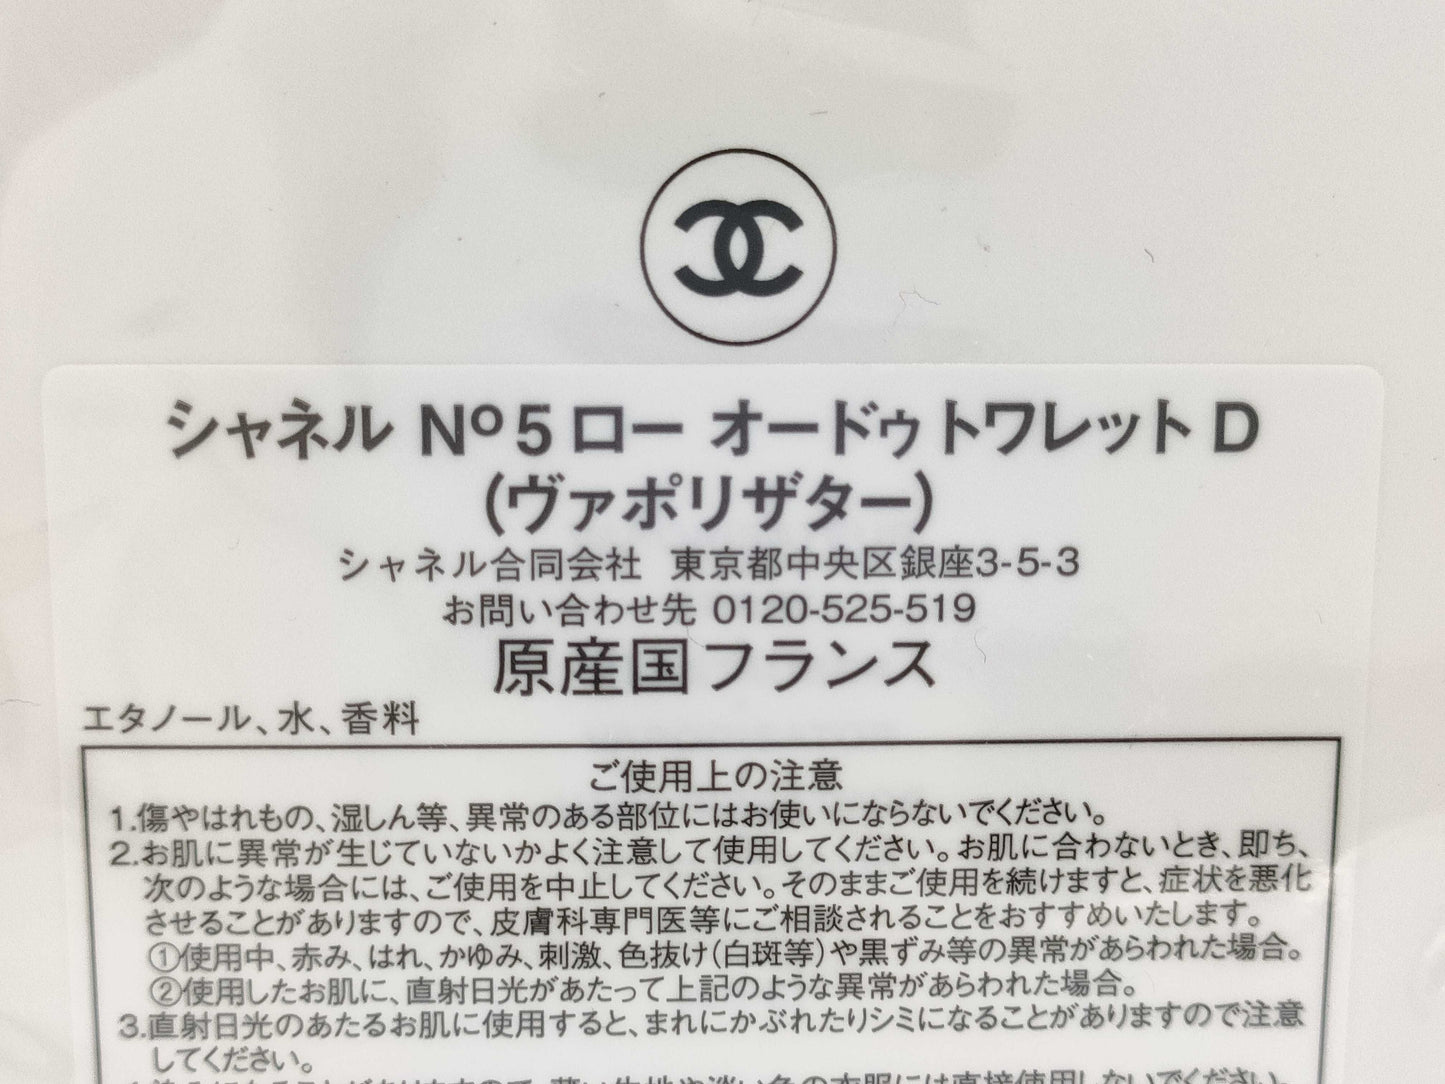 シャネル Nº5 ロー オードゥ トワレット D
(ヴァポリザター)
シャネル合同会社 東京都中央区銀座3-5-3
お問い合わせ先 0120-525-519
原産国フランス
エタノール、水、香料
ご使用上の注意
1.傷やはれもの、湿しん等、異常のある部位にはお使いにならないでください。
2.お肌に異常が生じていないかよく注意して使用してください。お肌に合わないとき、即ち、
次のような場合には、ご使用を中止してください。そのままご使用を続けますと、症状を悪化
させることがありますので、皮膚科専門医等にご相談されることをおすすめいたします。
①使用中、赤み、はれ、かゆみ、刺激、色抜け(白斑等)や黒ずみ等の異常があらわれた場合。
②使用したお肌に、直射日光があたって上記のような異常があらわれた場合。
3.直射日光のあたるお肌に使用すると、まれにかぶれたりシミになることがありますので注意
してください。